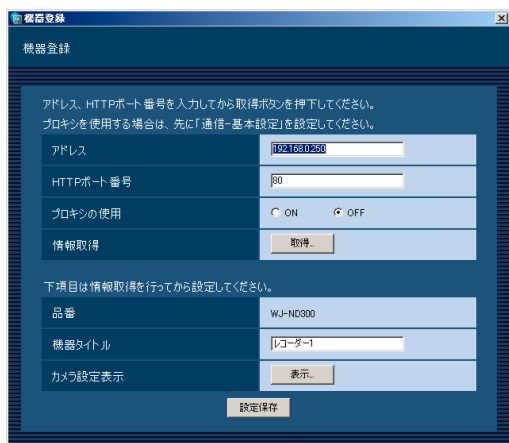 機器登録
機器登録
アドレス、HTTPポート番号を入力してから取得ボタンを押下してください。
プロキシを使用する場合は、先に「通信-基本設定」を設定してください。
アドレス 192.168.0.250
HTTPポート番号 80
プロキシの使用 ON OFF
情報取得 取得...
下項目は情報取得を行ってから設定してください。
品番 WJ-ND300
機器タイトル レコーダー1
カメラ設定表示 表示...
設定保存